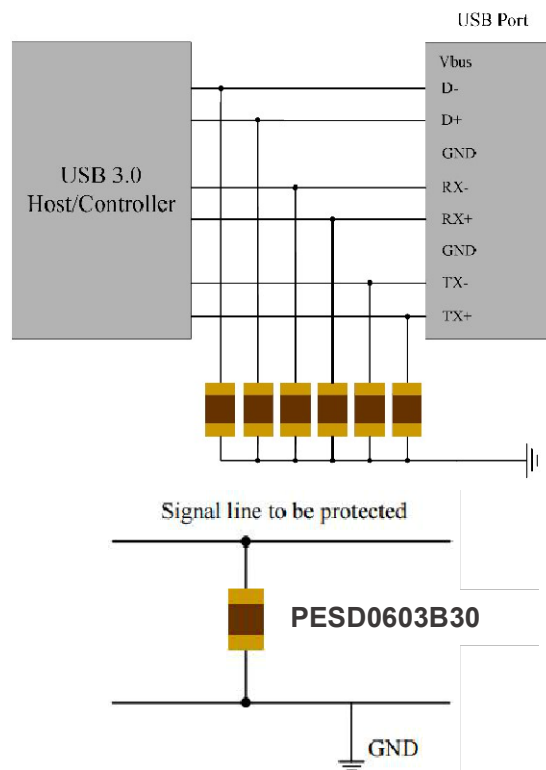 USB Port
Vbus
D-
D+
GND
USB 3.0
Host/Controller
RX-
RX+
GND
TX-
TX+
Signal line to be protected
PESD0603B30
GND